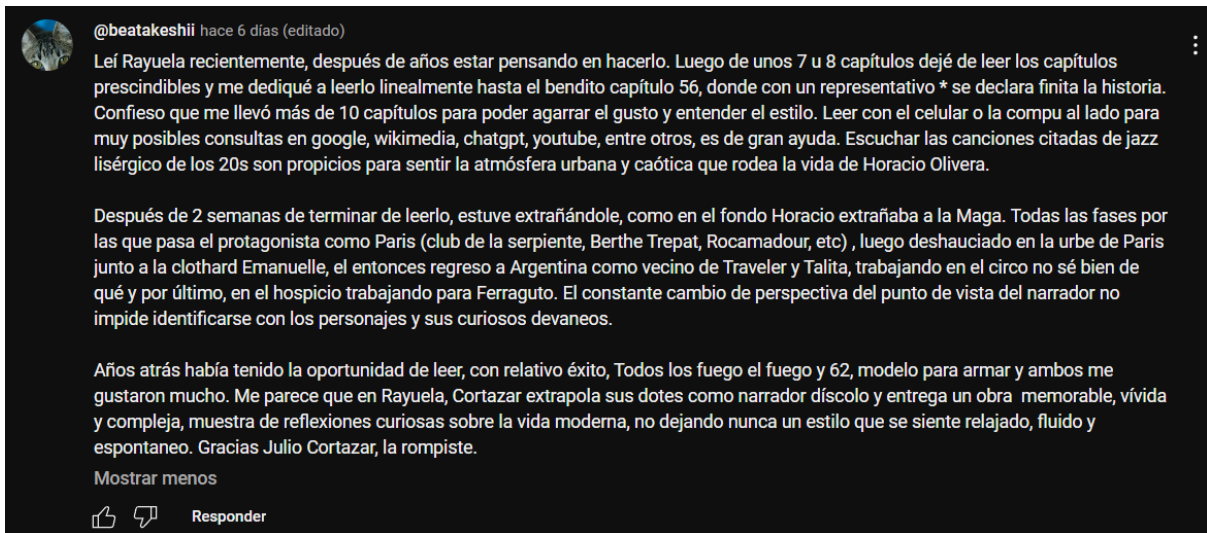 @beatakeshii hace 6 días (editado)
Leí Rayuela recientemente, después de años estar pensando en hacerlo. Luego de unos 7 u 8 capítulos dejé de leer los capítulos
prescindibles y me dediqué a leerlo linealmente hasta el bendito capítulo 56, donde con un representativo * se declara finita la historia.
Confieso que me llevó más de 10 capítulos para poder agarrar el gusto y entender el estilo. Leer con el celular o la compu al lado para
muy posibles consultas en google, wikimedia, chatgpt, youtube, entre otros, es de gran ayuda. Escuchar las canciones citadas de jazz
lisérgico de los 20s son propicios para sentir la atmósfera urbana y caótica que rodea la vida de Horacio Olivera.
Después de 2 semanas de terminar de leerlo, estuve extrañándole, como en el fondo Horacio extrañaba a la Maga. Todas las fases por
las que pasa el protagonista como Paris (club de la serpiente, Berthe Trepat, Rocamadour, etc) , luego deshauciado en la urbe de Paris
junto a la clothard Emanuelle, el entonces regreso a Argentina como vecino de Traveler y Talita, trabajando en el circo no sé bien de
qué y por último, en el hospicio trabajando para Ferraguto. El constante cambio de perspectiva del punto de vista del narrador no
impide identificarse con los personajes y sus curiosos devaneos.
Años atrás había tenido la oportunidad de leer, con relativo éxito, Todos los fuego el fuego y 62, modelo para armar y ambos me
gustaron mucho. Me parece que en Rayuela, Cortazar extrapola sus dotes como narrador díscolo y entrega un obra memorable, vívida
y compleja, muestra de reflexiones curiosas sobre la vida moderna, no dejando nunca un estilo que se siente relajado, fluido y
espontaneo. Gracias Julio Cortazar, la rompiste.
Mostrar menos
Responder